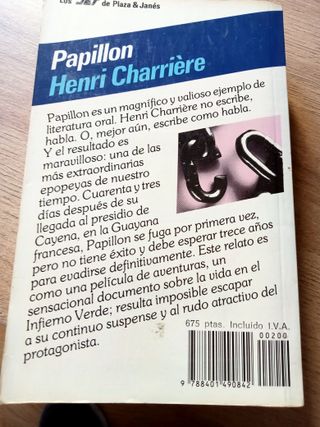 Los JET de Plaza & Janés
Papillon
Henri Charrière
Papillon es un magnífico y valioso ejemplo de
literatura oral. Henri Charrière no escribe,
habla. O, mejor aún, escribe como habla.
Y el resultado es
maravilloso: una de las
más extraordinarias
epopeyas de nuestro
tiempo. Cuarenta y tres
días después de su
llegada al presidio de
Cayena, en la Guayana
francesa, Papillon se fuga por primera vez,
pero no tiene éxito y debe esperar trece años
para evadirse definitivamente. Este relato es
como una película de aventuras, un
sensacional documento sobre la vida en el
Infierno Verde; resulta imposible escapar
a su continuo suspense y al rudo atractivo del
protagonista.
675 ptas. Incluido I.V.A.
00200
9 788401 490842